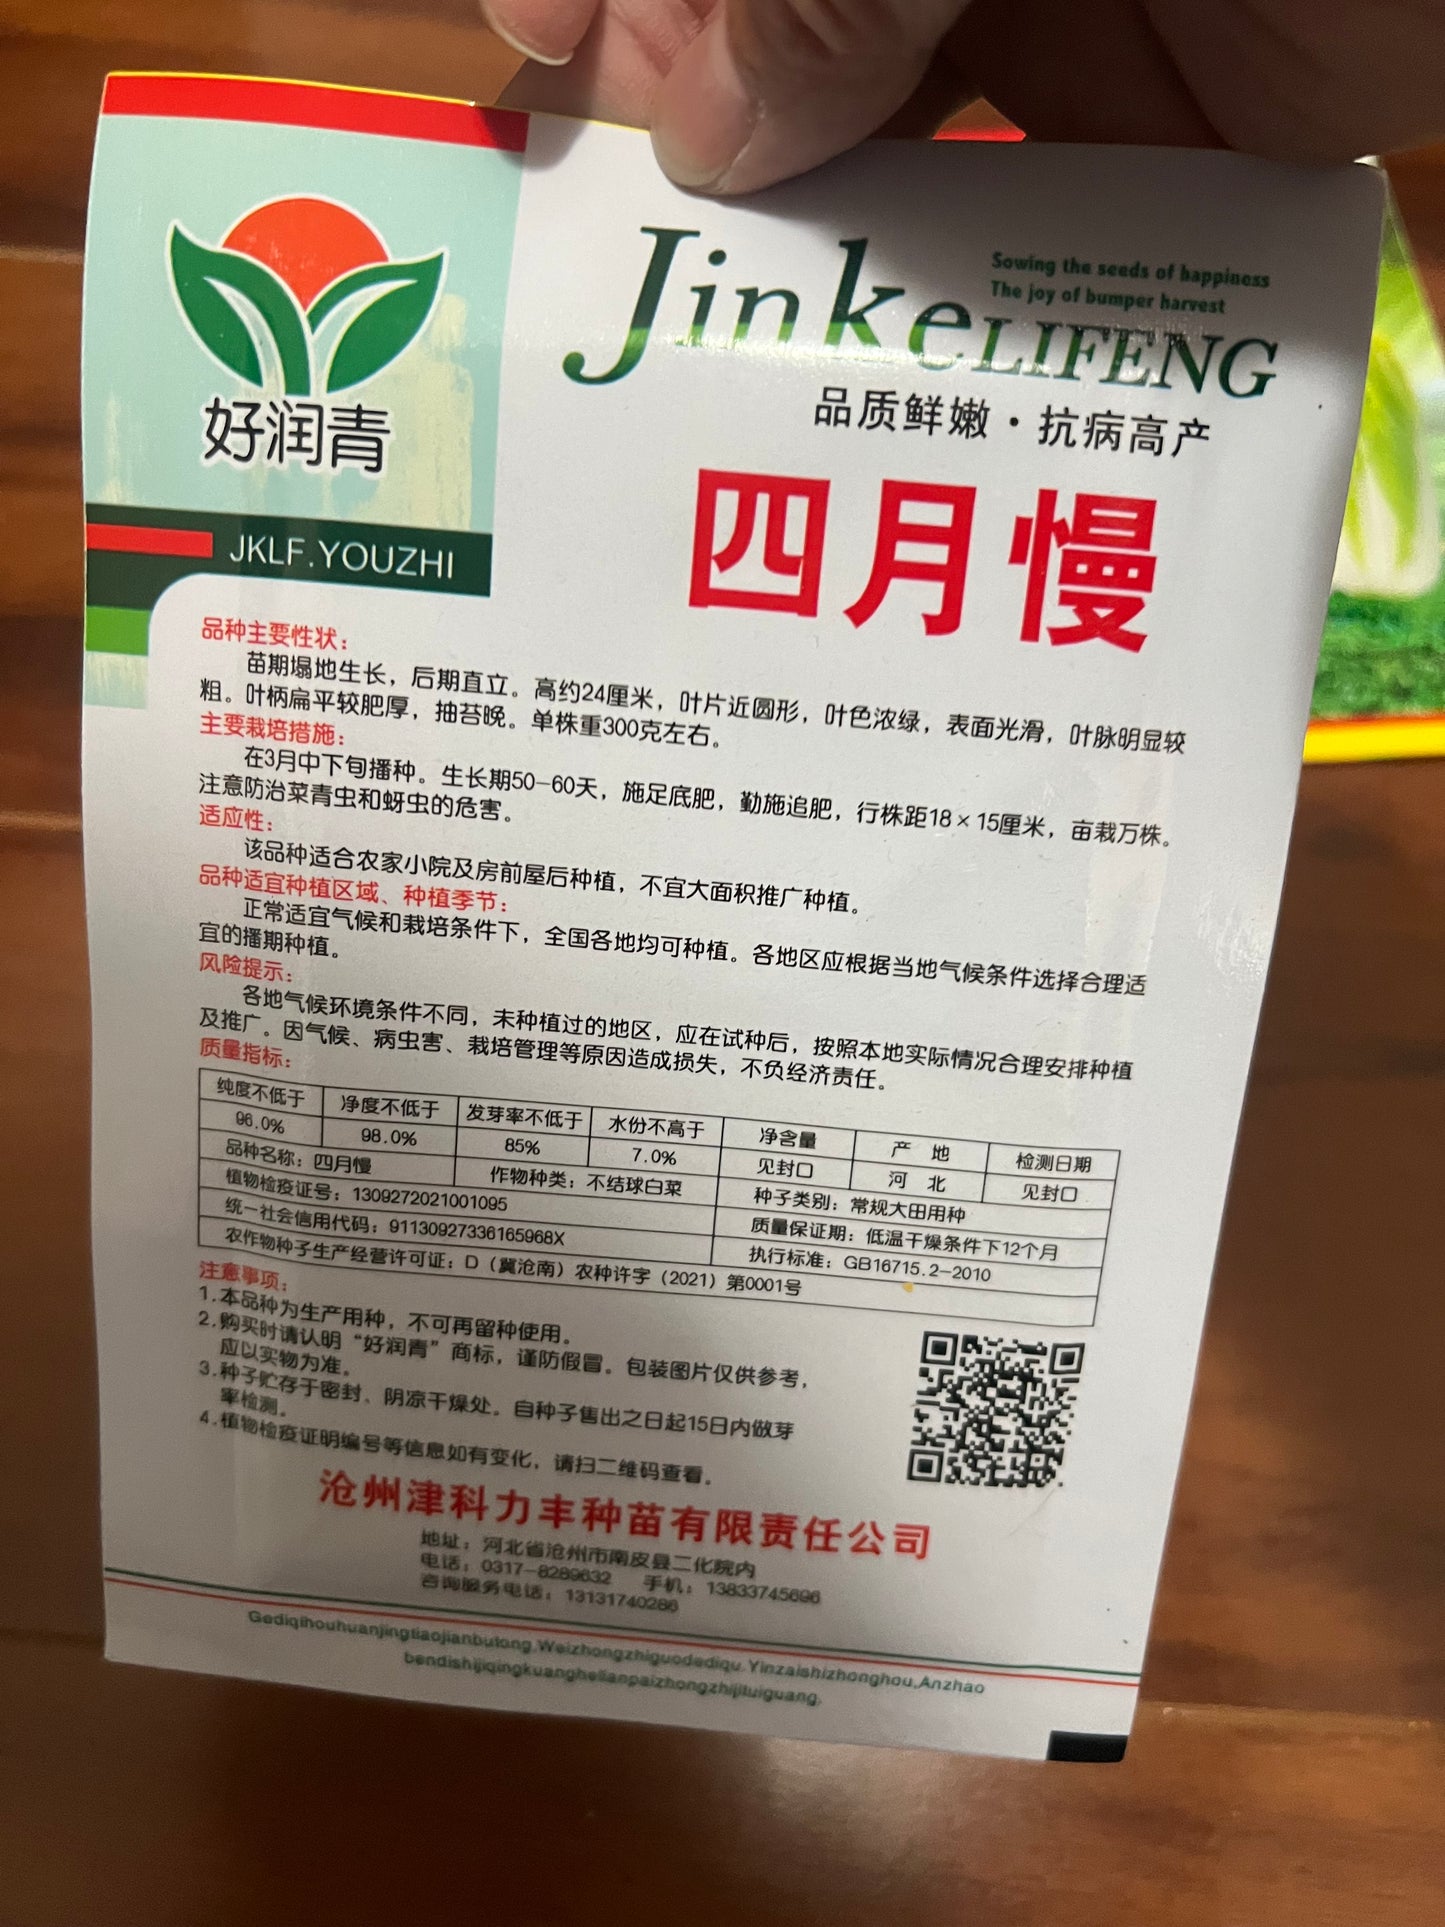 Sowing the seeds of happiness
The joy of bumper harvest
JinkeLIFENG
品质鲜嫩·抗病高产
好润青
四月慢
JKLF.YOUZHI
品种主要性状：
苗期塌地生长，后期直立。高约24厘米，叶片近圆形，叶色浓绿，表面光滑，叶脉明显较
粗。叶柄扁平较肥厚，抽苔晚。单株重300克左右。
主要栽培措施：
在3月中下旬播种。生长期50-60天，施足底肥，勤施追肥，行株距18×15厘米，亩栽万株。
注意防治菜青虫和蚜虫的危害。
适应性：
该品种适合农家小院及房前屋后种植，不宜大面积推广种植。
品种适宜种植区域、种植季节：
正常适宜气候和栽培条件下，全国各地均可种植。各地区应根据当地气候条件选择合理适
宜的播期种植。
风险提示：
各地气候环境条件不同，未种植过的地区，应在试种后，按照本地实际情况合理安排种植
及推广。因气候、病虫害、栽培管理等原因造成损失，不负经济责任。
质量指标：
纯度不低于 净度不低于 发芽率不低于 水份不高于 净含量 产 地 检测日期
96.0% 98.0% 85% 7.0% 见封口 河 北 见封口
品种名称：四月慢 作物种类：不结球白菜 种子类别：常规大田用种
植物检疫证号：1309272021001095 质量保证期：低温干燥条件下12个月
统一社会信用代码：91130927336165968X 执行标准：GB16715.2-2010
农作物种子生产经营许可证：D（冀沧南）农种许字（2021）第0001号
注意事项：
1.本品种为生产用种，不可再留种使用。
2.购买时请认明“好润青”商标，谨防假冒。包装图片仅供参考，
应以实物为准。
3.种子贮存于密封、阴凉干燥处。自种子售出之日起15日内做芽
率检测。
4.植物检疫证明编号等信息如有变化，请扫二维码查看。
沧州津科力丰种苗有限责任公司
地址：河北省沧州市南皮县二化院内
电话：0317-8289632 手机：13833745696
咨询服务电话：13131740286
Gediqihouhuanjingtiaojianbutong.Weizhongzhiguodediqu.Yinzaishizhonghou,Anzhao
bendishijiqingkuanghelianpaizhongzhijituiguang.